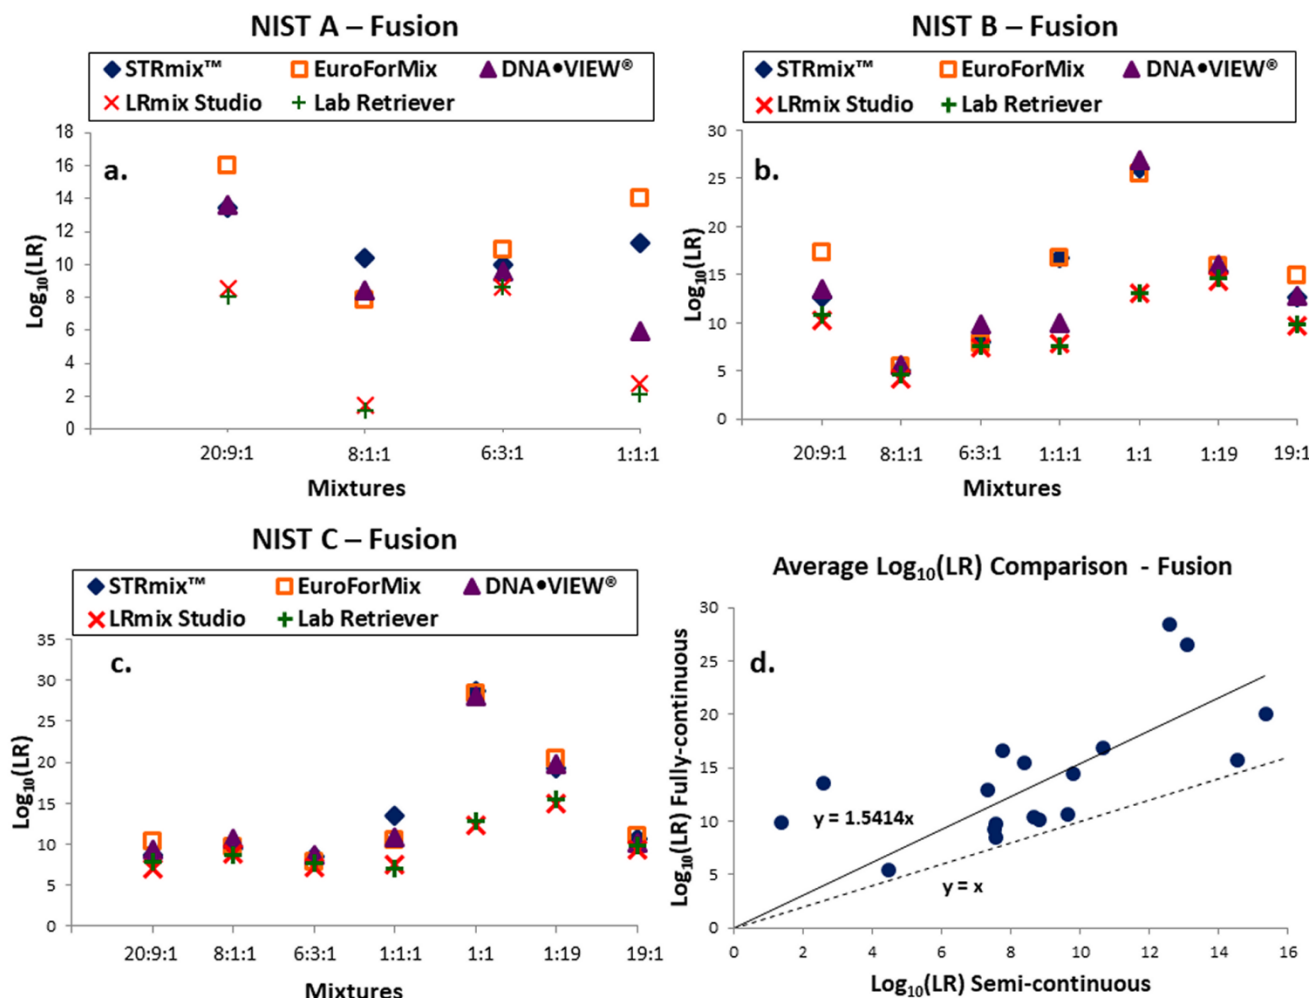 NIST A – Fusion
STRmix™ EuroForMix DNA•VIEW®
LRmix Studio Lab Retriever
a.
Log10(LR)
18
16
14
12
10
8
6
4
2
0
20:9:1 8:1:1 6:3:1 1:1:1
Mixtures
NIST B – Fusion
STRmix™ EuroForMix DNA•VIEW®
LRmix Studio Lab Retriever
b.
Log10(LR)
30
25
20
15
10
5
0
20:9:1 8:1:1 6:3:1 1:1:1 1:1 1:19 19:1
Mixtures
NIST C – Fusion
STRmix™ EuroForMix DNA•VIEW®
LRmix Studio Lab Retriever
c.
Log10(LR)
35
30
25
20
15
10
5
0
20:9:1 8:1:1 6:3:1 1:1:1 1:1 1:19 19:1
Mixtures
Average Log10(LR) Comparison - Fusion
d.
Log10(LR) Fully-continuous
30
25
20
15
10
5
0
y = 1.5414x
y = x
0 2 4 6 8 10 12 14 16
Log10(LR) Semi-continuous